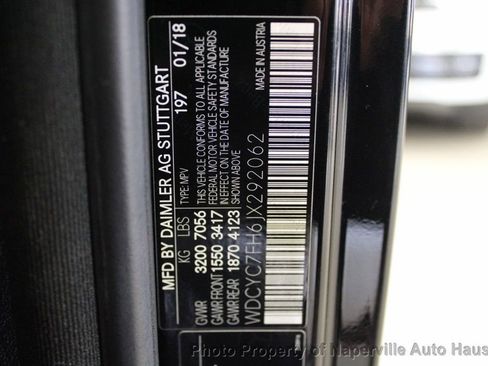 MFD BY DAIMLER AG STUTTGART
197 01/18
THIS VEHICLE CONFORMS TO ALL APPLICABLE
FEDERAL MOTOR VEHICLE SAFETY STANDARDS
IN EFFECT ON THE DATE OF MANUFACTURE
SHOWN ABOVE
MADE IN AUSTRIA
TYPE: MPV
KG LBS
GVWR 3200 7056
GAWR FRONT 1550 3417
GAWR REAR 1870 4123
WDCYC7FH6JX292062
Photo Property of Naperville Auto Haus